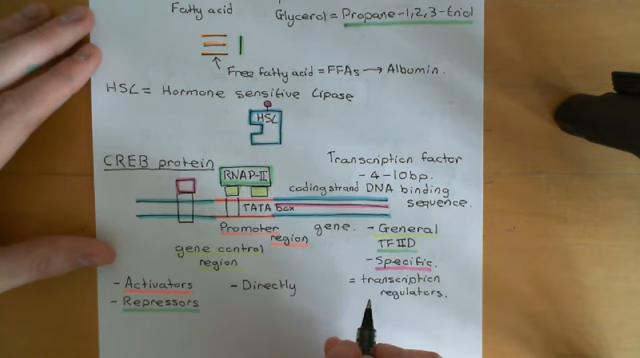 Fatty acid
Glycerol = Propane-1,2,3-triol
Free fatty acid = FFAs → Albumin.
HSL = Hormone sensitive Lipase
HSL
CREB protein
Transcription factor
- 4-10bp.
RNAP-II
coding strand DNA binding
sequence.
TATA box
Promoter
region
gene.
- General
TFIID
gene control
region
- Specific.
- Activators
- Directly
= transcription
regulators.
- Repressors